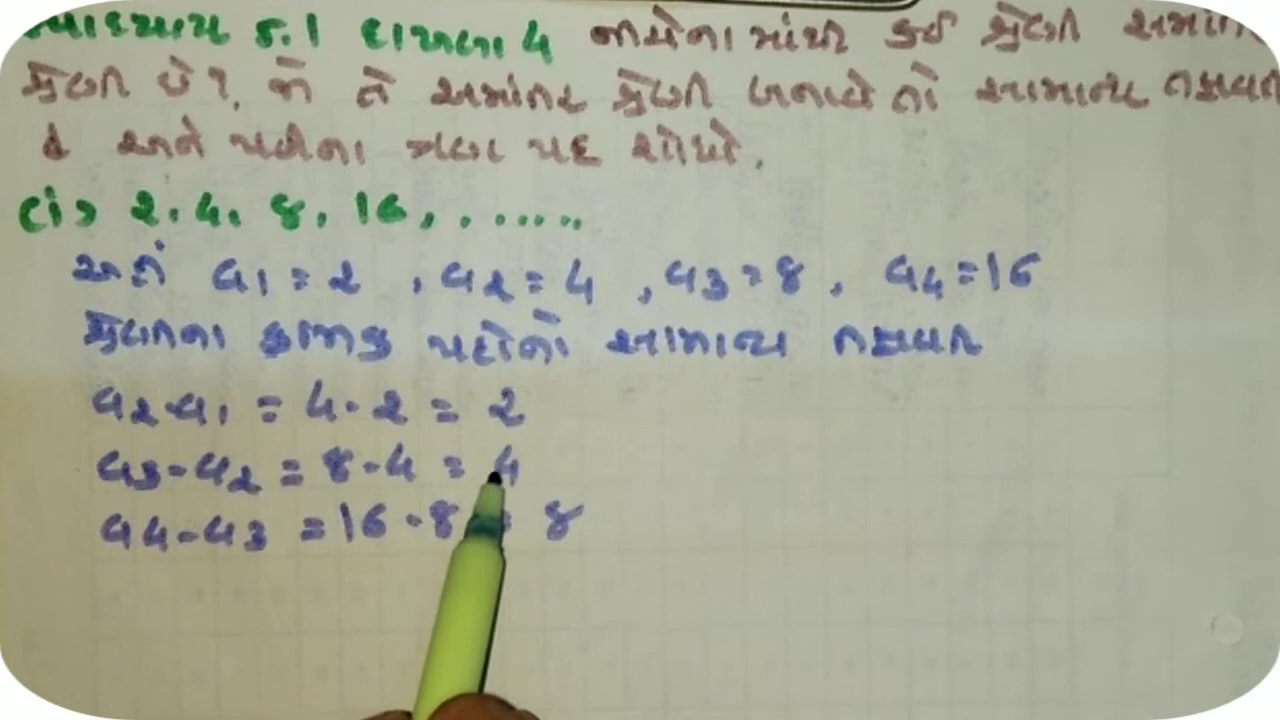 સ્વાધ્યાય 5.1 દાખલા 4 નીચેનામાંથી કઈ શ્રેણી
શ્રેણી છે?. જો તે સમાંતર શ્રેણી બનાવે તો સામાન્ય તફાવત
d અને પછીના ત્રણ પદ શોધો.
(i) 2, 4, 8, 16, .......
અહીં a1 = 2 , a2 = 4 , a3 = 8 , a4 = 16
શ્રેણીના ક્રમિક પદોનો સામાન્ય તફાવત
a2-a1 = 4-2 = 2
a3-a2 = 8-4 = 4
a4-a3 = 16-8 = 8